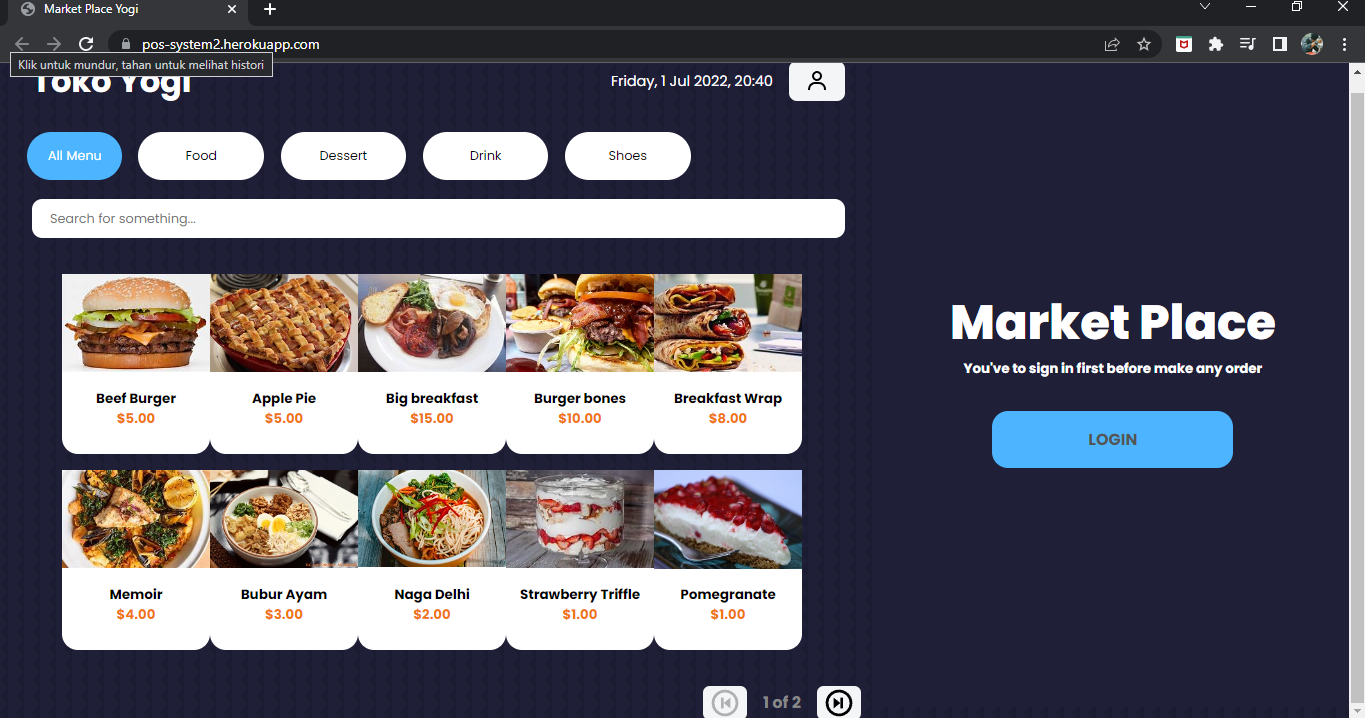 Market Place Yogi
pos-system2.herokuapp.com
Klik untuk mundur, tahan untuk melihat histori
Toko Yogi
Friday, 1 Jul 2022, 20:40
All Menu
Food
Dessert
Drink
Shoes
Search for something...
Beef Burger
$5.00
Apple Pie
$5.00
Big breakfast
$15.00
Burger bones
$10.00
Breakfast Wrap
$8.00
Memoir
$4.00
Bubur Ayam
$3.00
Naga Delhi
$2.00
Strawberry Triffle
$1.00
Pomegranate
$1.00
1 of 2
Market Place
You've to sign in first before make any order
LOGIN